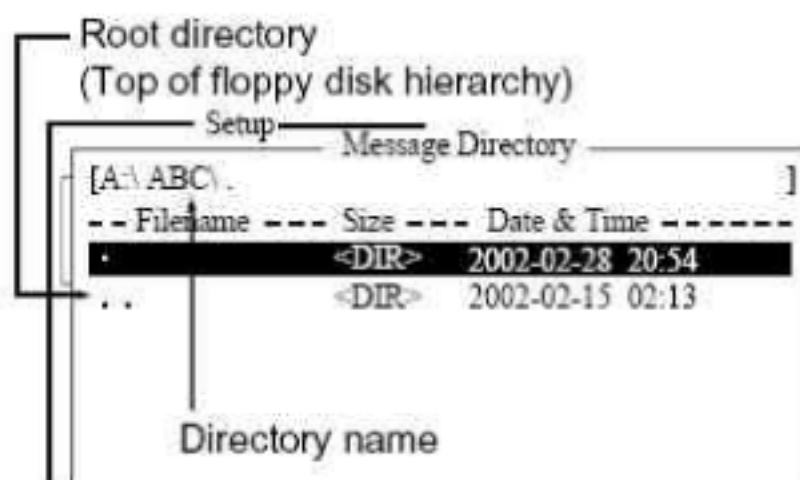 Root directory
(Top of floppy disk hierarchy)
Setup
Message Directory
[A:\ ABC\ . ]
-- Filename --- Size --- Date & Time ------
. <DIR> 2002-02-28 20:54
.. <DIR> 2002-02-15 02:13
Directory name